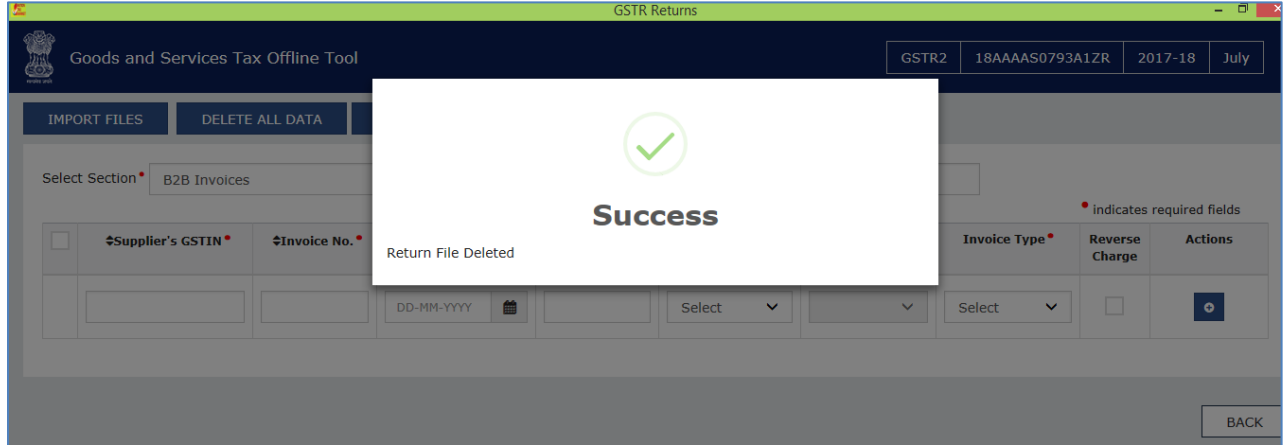 GSTR Returns
Goods and Services Tax Offline Tool
GSTR2 18AAAAS0793A1ZR 2017-18 July
IMPORT FILES DELETE ALL DATA
Select Section• B2B Invoices
Success
Return File Deleted
• indicates required fields
Supplier's GSTIN• Invoice No.• Invoice Type• Reverse Charge Actions
DD-MM-YYYY Select Select
BACK